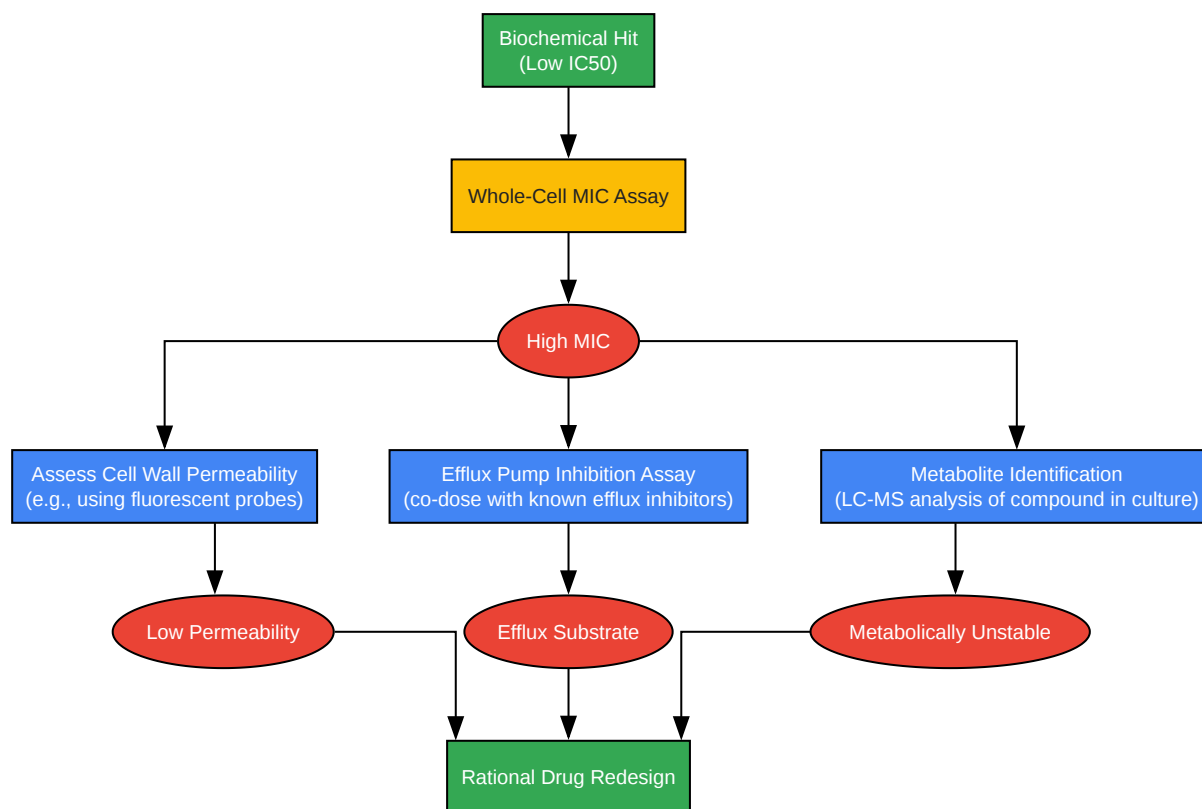 Biochemical Hit
(Low IC50)
Whole-Cell MIC Assay
High MIC
Assess Cell Wall Permeability
(e.g., using fluorescent probes)
Efflux Pump Inhibition Assay
(co-dose with known efflux inhibitors)
Metabolite Identification
(LC-MS analysis of compound in culture)
Low Permeability
Efflux Substrate
Metabolically Unstable
Rational Drug Redesign